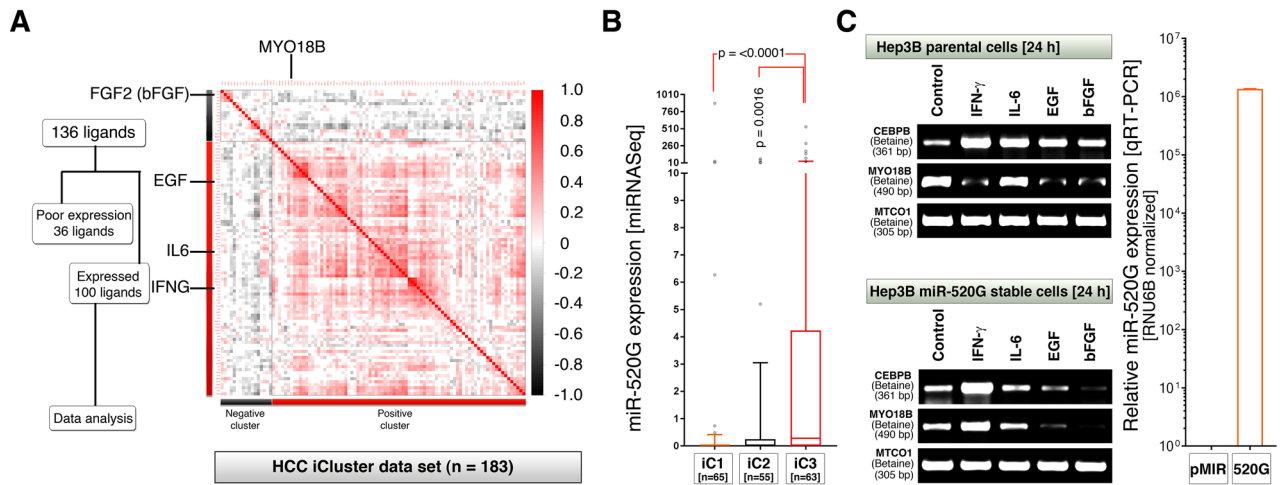 A
MYO18B
FGF2 (bFGF)
136 ligands
EGF
Poor expression
36 ligands
IL6
Expressed
100 ligands
IFNG
Data analysis
1.0
0.8
0.6
0.4
0.2
0
-0.2
-0.4
-0.6
-0.8
-1.0
Negative
cluster
Positive
cluster
HCC iCluster data set (n = 183)
B
miR-520G expression [miRNASeq]
p = <0.0001
p = 0.0016
1010
760
510
260
10
10
9
8
7
6
5
4
3
2
1
0
iC1
[n=65]
iC2
[n=55]
iC3
[n=63]
C
Hep3B parental cells [24 h]
Control
IFN-γ
IL-6
EGF
bFGF
CEBPB
(Betaine)
(361 bp)
MYO18B
(Betaine)
(490 bp)
MTCO1
(Betaine)
(305 bp)
Hep3B miR-520G stable cells [24 h]
Control
IFN-γ
IL-6
EGF
bFGF
CEBPB
(Betaine)
(361 bp)
MYO18B
(Betaine)
(490 bp)
MTCO1
(Betaine)
(305 bp)
Relative miR-520G expression [qRT-PCR]
[RNU6B normalized]
10⁷
10⁶
10⁵
10⁴
10³
10²
10¹
10⁰
pMIR
520G